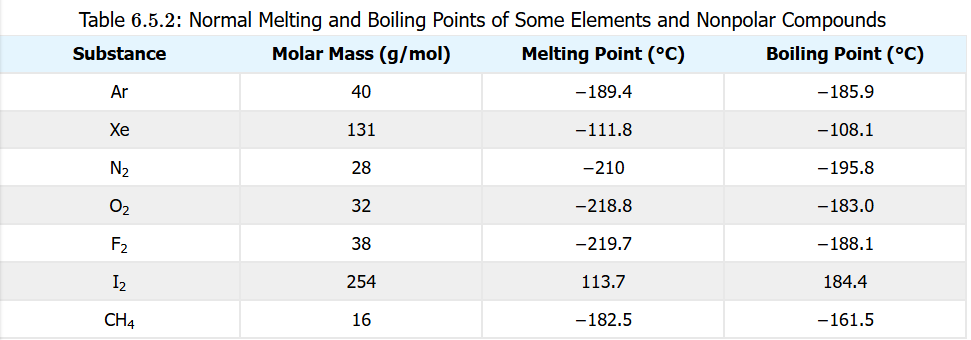 Table 6.5.2: Normal Melting and Boiling Points of Some Elements and Nonpolar Compounds
Substance Molar Mass (g/mol) Melting Point (°C) Boiling Point (°C)
Ar 40 −189.4 −185.9
Xe 131 −111.8 −108.1
N₂ 28 −210 −195.8
O₂ 32 −218.8 −183.0
F₂ 38 −219.7 −188.1
I₂ 254 113.7 184.4
CH₄ 16 −182.5 −161.5